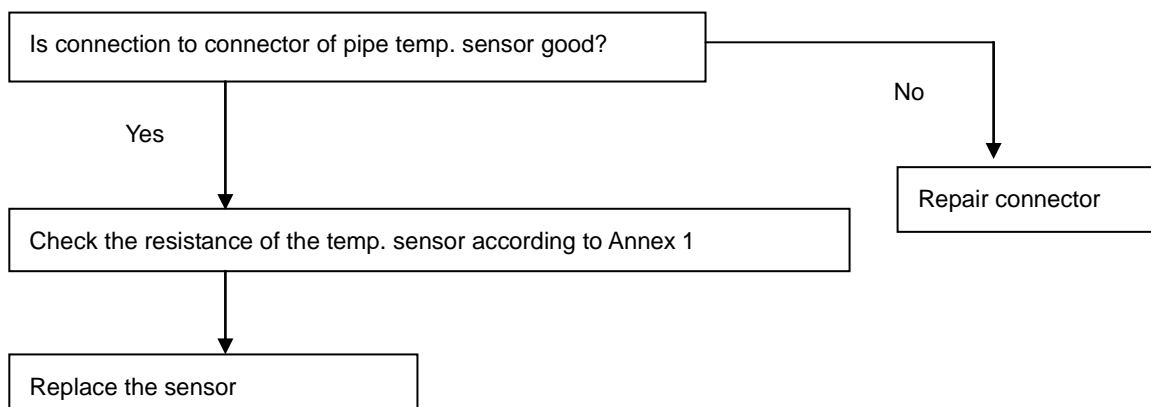 Is connection to connector of pipe temp. sensor good?
No
Yes
Repair connector
Check the resistance of the temp. sensor according to Annex 1
Replace the sensor